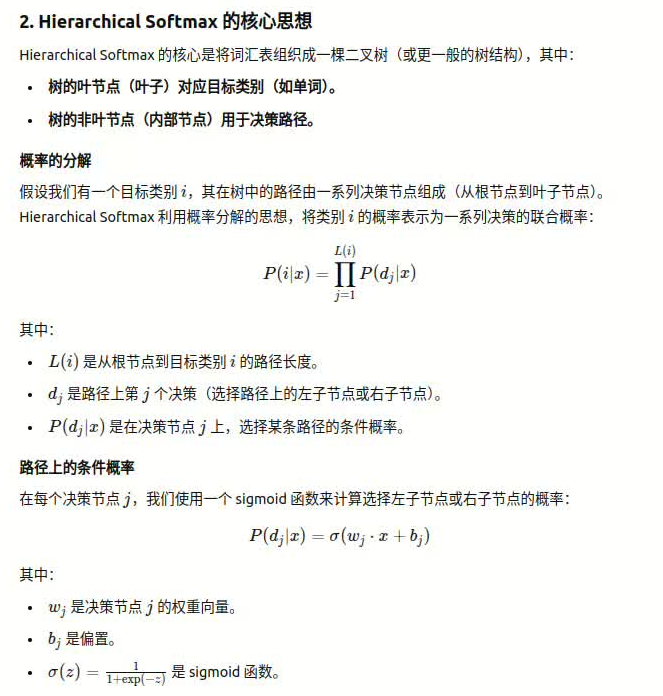 2. Hierarchical Softmax 的核心思想
Hierarchical Softmax 的核心是将词汇表组织成一棵二叉树（或更一般的树结构），其中：
• 树的叶节点（叶子）对应目标类别（如单词）。
• 树的非叶节点（内部节点）用于决策路径。
概率的分解
假设我们有一个目标类别 i，其在树中的路径由一系列决策节点组成（从根节点到叶子节点）。
Hierarchical Softmax 利用概率分解的思想，将类别 i 的概率表示为一系列决策的联合概率：
P(i|x) = ∏_{j=1}^{L(i)} P(d_j|x)
其中：
• L(i) 是从根节点到目标类别 i 的路径长度。
• d_j 是路径上第 j 个决策（选择路径上的左子节点或右子节点）。
• P(d_j|x) 是在决策节点 j 上，选择某条路径的条件概率。
路径上的条件概率
在每个决策节点 j，我们使用一个 sigmoid 函数来计算选择左子节点或右子节点的概率：
P(d_j|x) = σ(w_j · x + b_j)
其中：
• w_j 是决策节点 j 的权重向量。
• b_j 是偏置。
• σ(z) = \frac{1}{1+exp(−z)} 是 sigmoid 函数。